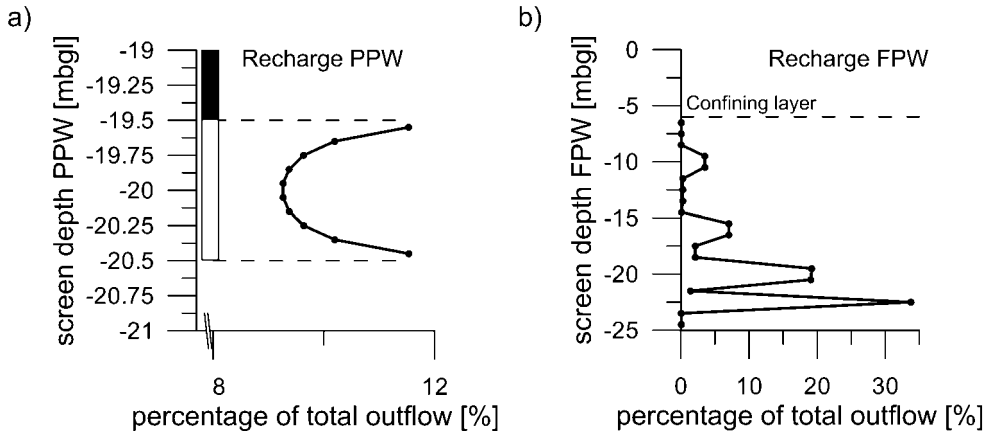 a)
Recharge PPW
screen depth PPW [mbgl]
-19
-19.25
-19.5
-19.75
-20
-20.25
-20.5
-20.75
-21
8
12
percentage of total outflow [%]
b)
Recharge FPW
Confining layer
screen depth FPW [mbgl]
0
-5
-10
-15
-20
-25
0
10
20
30
percentage of total outflow [%]